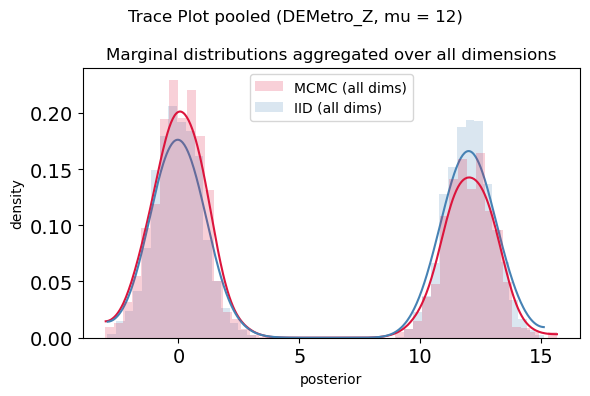 Trace Plot pooled (DEMetro_Z, mu = 12)
Marginal distributions aggregated over all dimensions
MCMC (all dims)
IID (all dims)
density
0.20
0.15
0.10
0.05
0.00
0 5 10 15
posterior